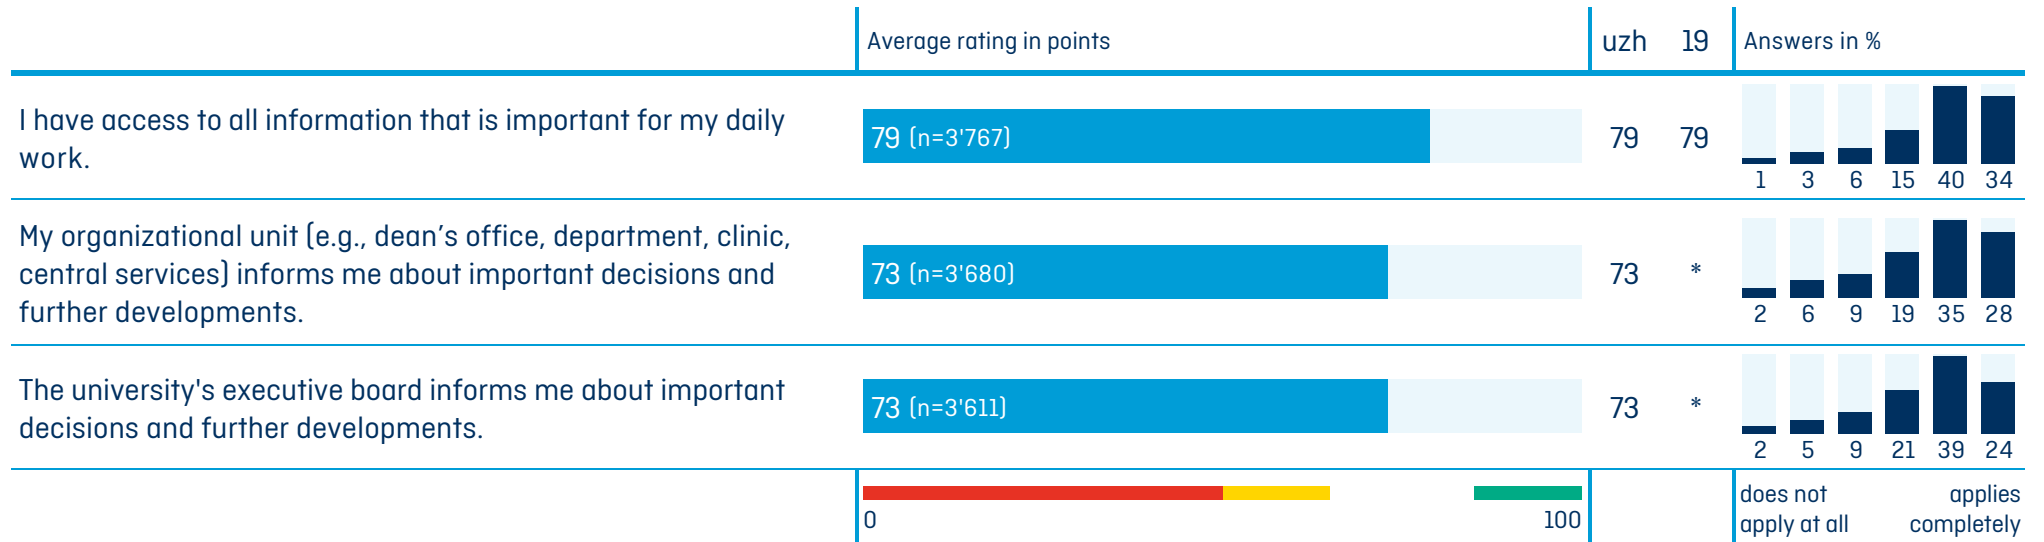 Average rating in points uzh 19 Answers in %
I have access to all information that is important for my daily
work.
79 (n=3'767) 79 79
1 3 6 15 40 34
My organizational unit (e.g., dean’s office, department, clinic,
central services) informs me about important decisions and
further developments.
73 (n=3'680) 73 *
2 6 9 19 35 28
The university's executive board informs me about important
decisions and further developments.
73 (n=3'611) 73 *
2 5 9 21 39 24
0 100
does not
apply at all
applies
completely